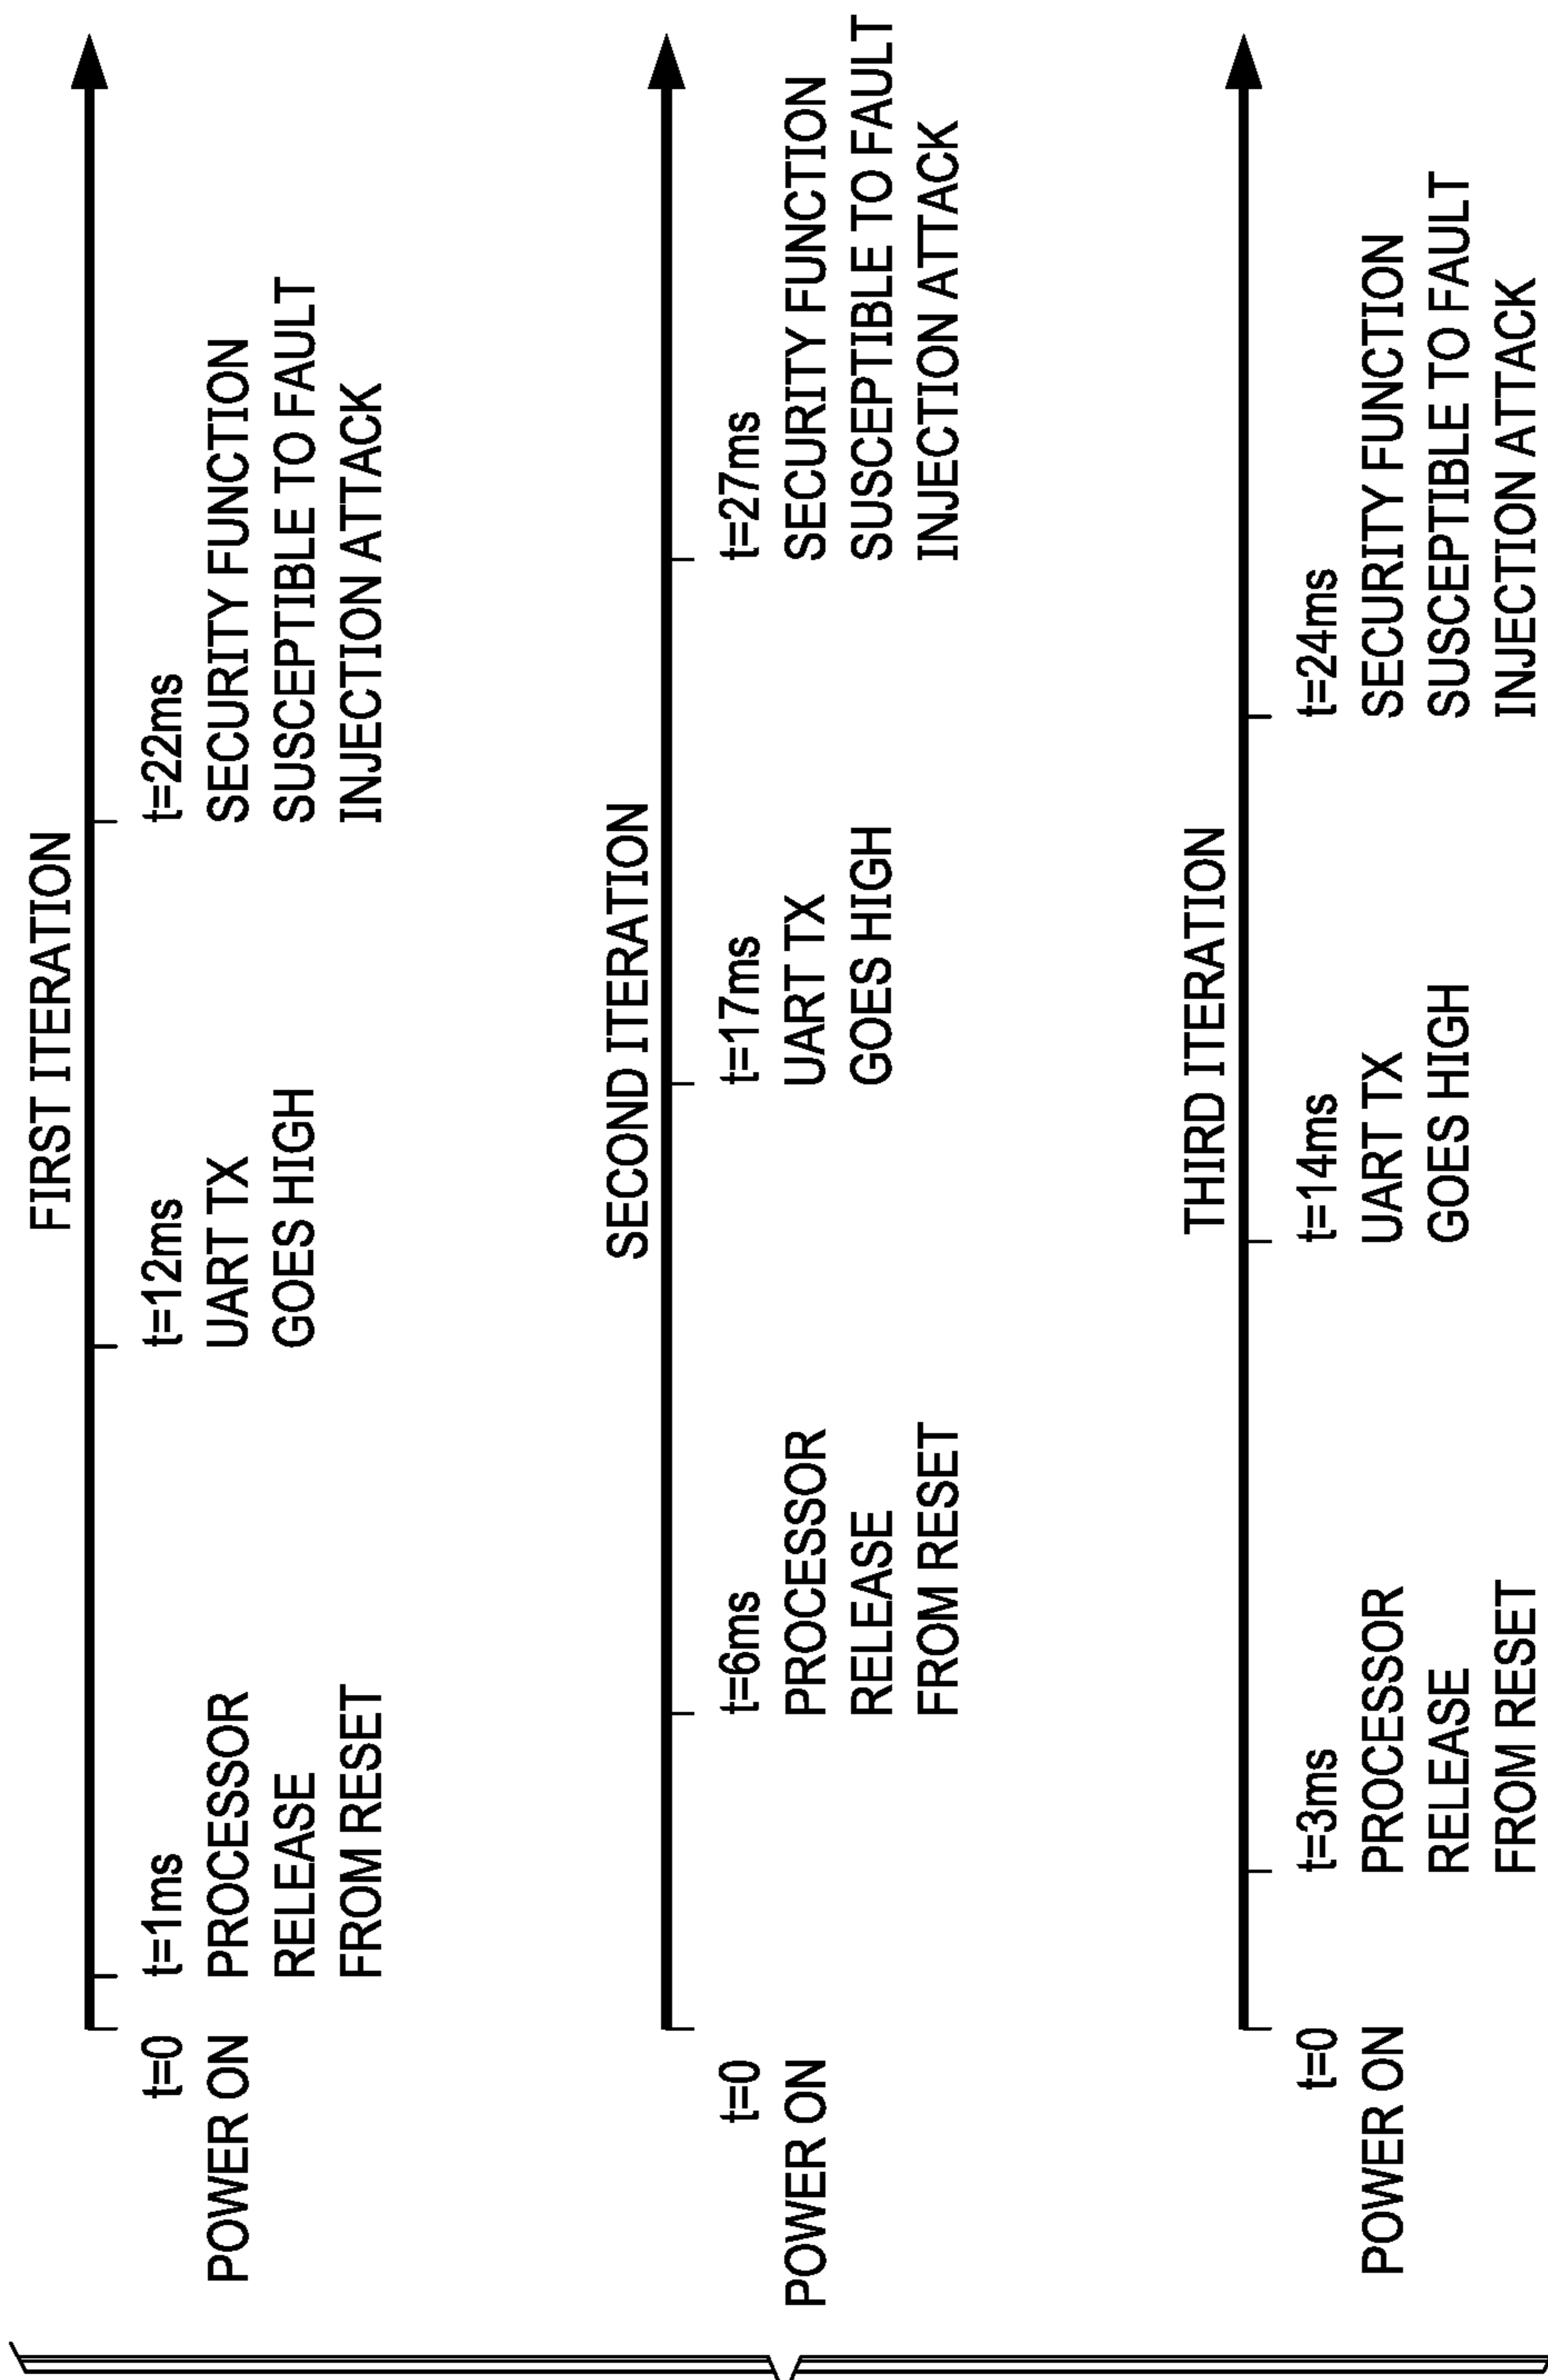 FIRST ITERATION
t=0
POWER ON
t=1ms
PROCESSOR
RELEASE
FROM RESET
t=12ms
UART TX
GOES HIGH
t=22ms
SECURITY FUNCTION
SUSCEPTIBLE TO FAULT
INJECTION ATTACK
SECOND ITERATION
t=0
POWER ON
t=6ms
PROCESSOR
RELEASE
FROM RESET
t=17ms
UART TX
GOES HIGH
t=27ms
SECURITY FUNCTION
SUSCEPTIBLE TO FAULT
INJECTION ATTACK
THIRD ITERATION
t=0
POWER ON
t=3ms
PROCESSOR
RELEASE
FROM RESET
t=14ms
UART TX
GOES HIGH
t=24ms
SECURITY FUNCTION
SUSCEPTIBLE TO FAULT
INJECTION ATTACK